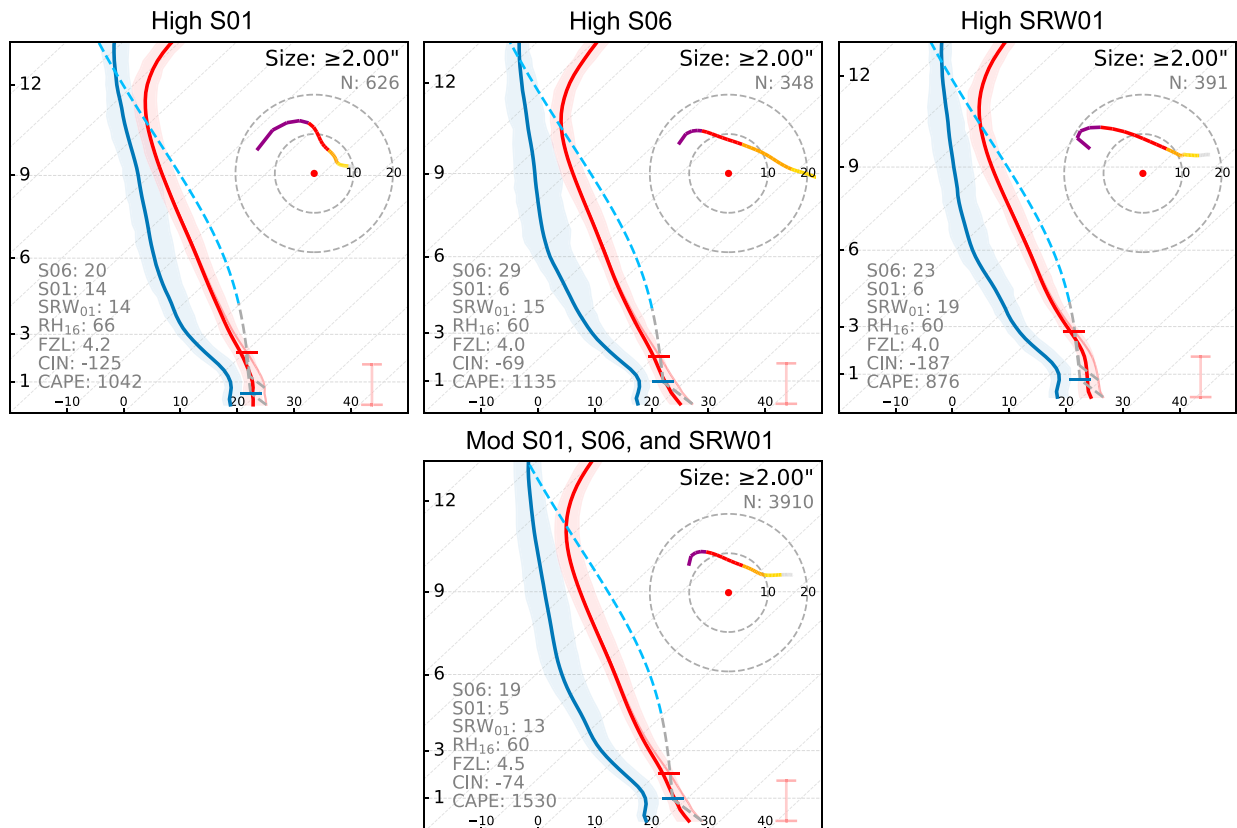 High S01
Size: ≥2.00"
N: 626
12
9
6
3
1
10
20
S06: 20
S01: 14
SRW₀₁: 14
RH₁₆: 66
FZL: 4.2
CIN: -125
CAPE: 1042
−10 0 10 20 30 40
High S06
Size: ≥2.00"
N: 348
12
9
6
3
1
10
20
S06: 29
S01: 6
SRW₀₁: 15
RH₁₆: 60
FZL: 4.0
CIN: -69
CAPE: 1135
−10 0 10 20 30 40
High SRW01
Size: ≥2.00"
N: 391
12
9
6
3
1
10
20
S06: 23
S01: 6
SRW₀₁: 19
RH₁₆: 60
FZL: 4.0
CIN: -187
CAPE: 876
−10 0 10 20 30 40
Mod S01, S06, and SRW01
Size: ≥2.00"
N: 3910
12
9
6
3
1
10
20
S06: 19
S01: 5
SRW₀₁: 13
RH₁₆: 60
FZL: 4.5
CIN: -74
CAPE: 1530
−10 0 10 20 30 40